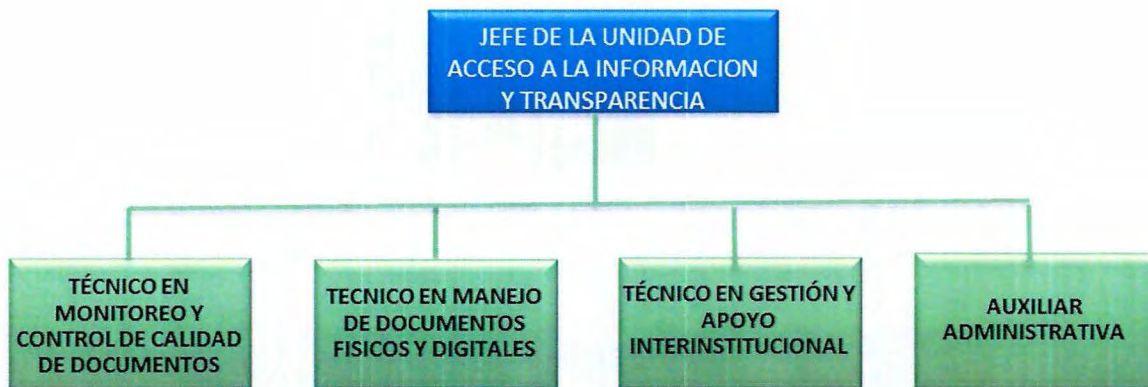 JEFE DE LA UNIDAD DE
ACCESO A LA INFORMACION
Y TRANSPARENCIA
TÉCNICO EN
MONITOREO Y
CONTROL DE CALIDAD
DE DOCUMENTOS
TECNICO EN MANEJO
DE DOCUMENTOS
FISICOS Y DIGITALES
TÉCNICO EN GESTIÓN Y
APOYO
INTERINSTITUCIONAL
AUXILIAR
ADMINISTRATIVA